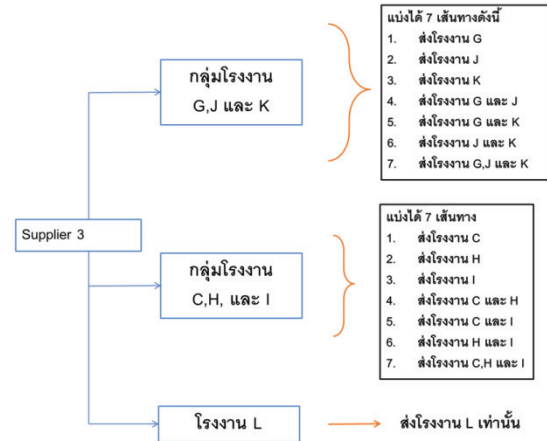 แบ่งได้ 7 เส้นทางดังนี้
1. ส่งโรงงาน G
2. ส่งโรงงาน J
3. ส่งโรงงาน K
4. ส่งโรงงาน G และ J
5. ส่งโรงงาน G และ K
6. ส่งโรงงาน J และ K
7. ส่งโรงงาน G,J และ K
กลุ่มโรงงาน
G,J และ K
Supplier 3
กลุ่มโรงงาน
C,H, และ I
แบ่งได้ 7 เส้นทาง
1. ส่งโรงงาน C
2. ส่งโรงงาน H
3. ส่งโรงงาน I
4. ส่งโรงงาน C และ H
5. ส่งโรงงาน C และ I
6. ส่งโรงงาน H และ I
7. ส่งโรงงาน C,H และ I
โรงงาน L
ส่งโรงงาน L เท่านั้น